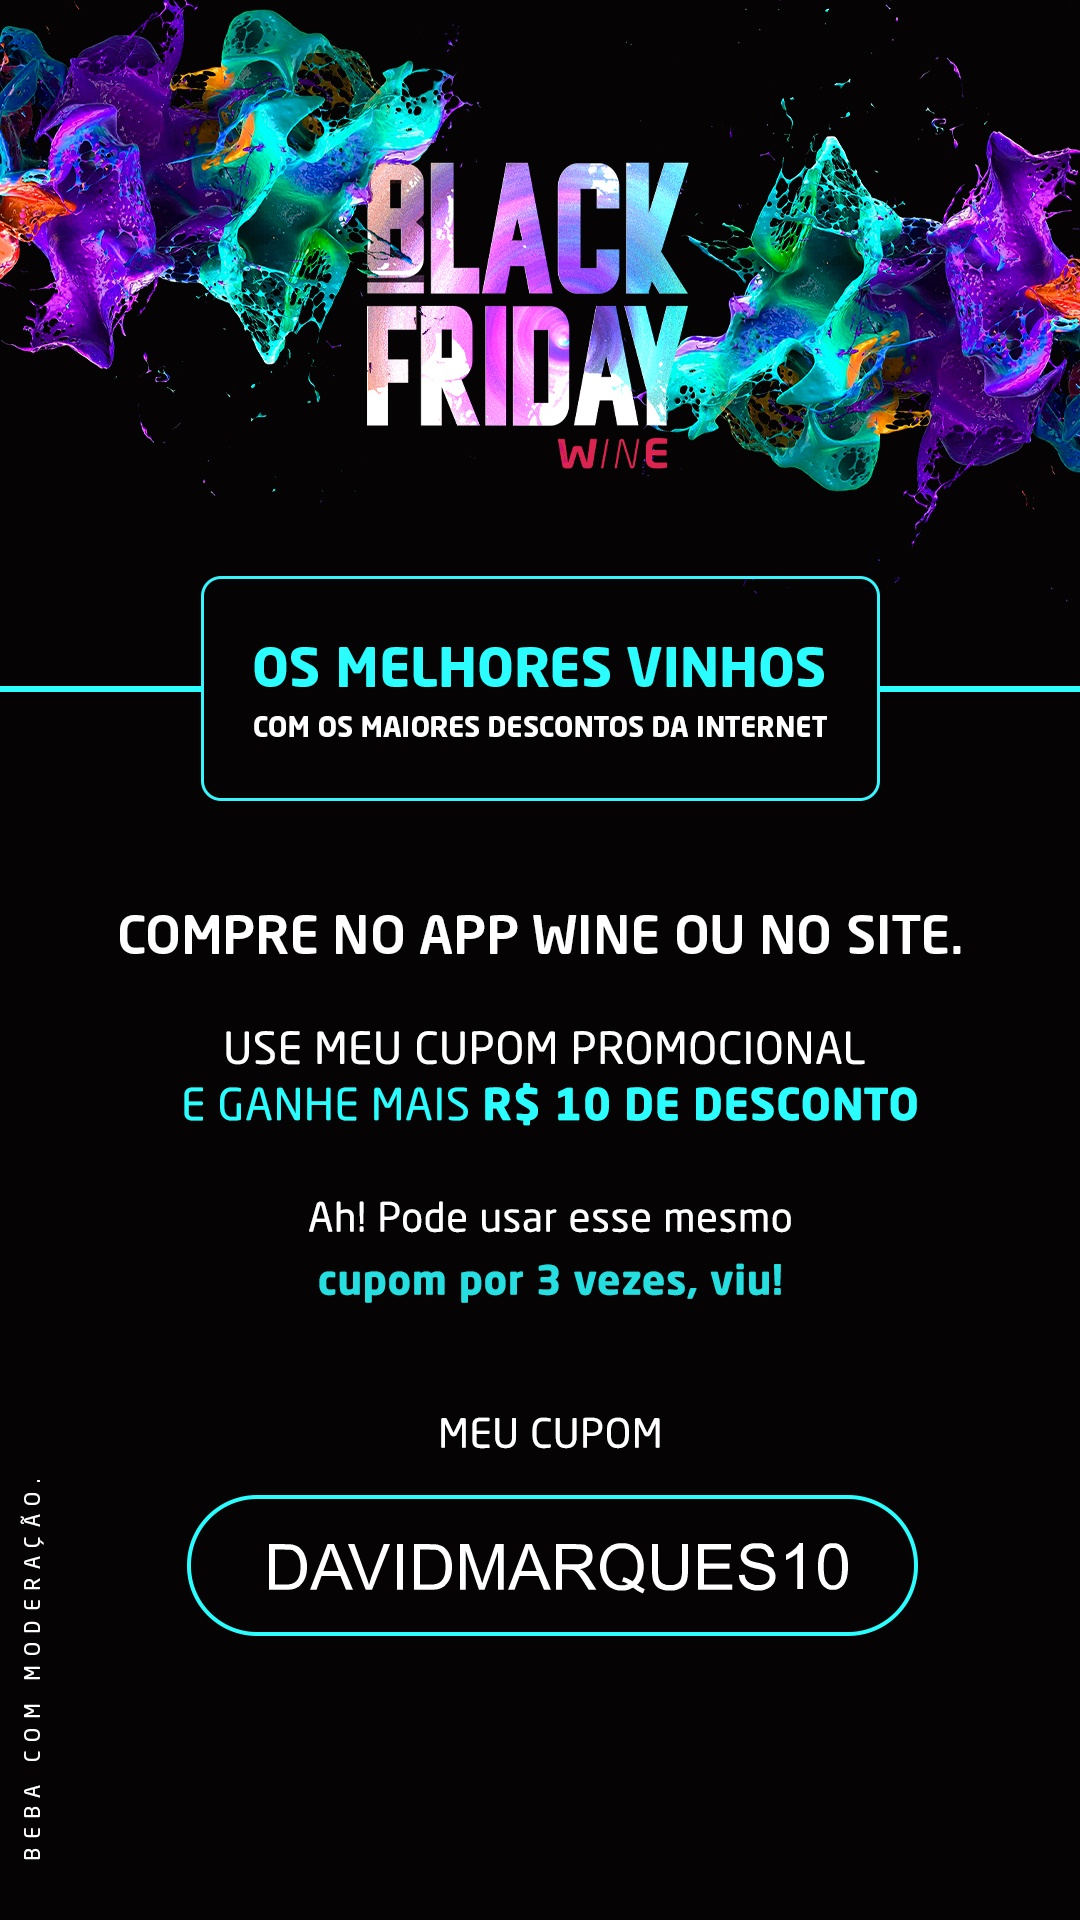 BLACK
FRIDAY
WINE
OS MELHORES VINHOS
COM OS MAIORES DESCONTOS DA INTERNET
COMPRE NO APP WINE OU NO SITE.
USE MEU CUPOM PROMOCIONAL
E GANHE MAIS R$ 10 DE DESCONTO
Ah! Pode usar esse mesmo
cupom por 3 vezes, viu!
MEU CUPOM
DAVIDMARQUES10
BEBA COM MODERAÇÃO.